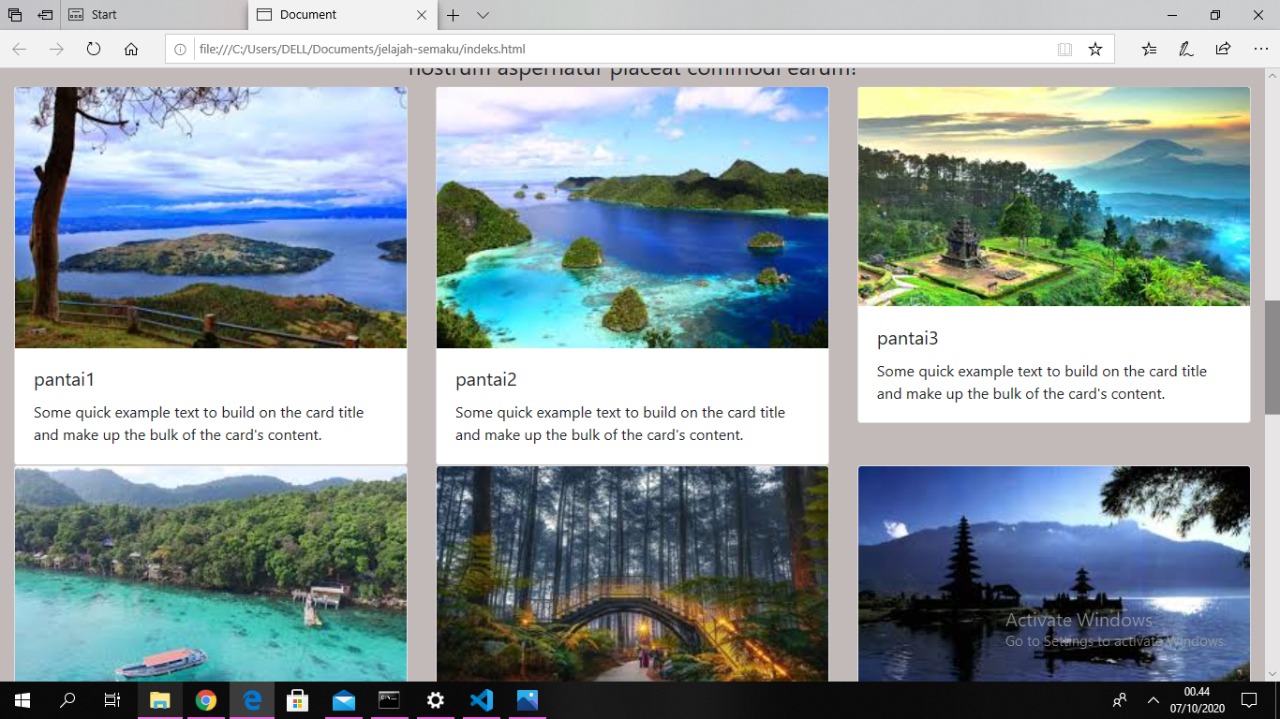 Start
Document
file:///C:/Users/DELL/Documents/jelajah-semaku/indeks.html
nostrum aspernatur placeat commodi earum!
pantai1
Some quick example text to build on the card title
and make up the bulk of the card's content.
pantai2
Some quick example text to build on the card title
and make up the bulk of the card's content.
pantai3
Some quick example text to build on the card title
and make up the bulk of the card's content.
Activate Windows
Go to Settings to activate Windows.
00.44
07/10/2020